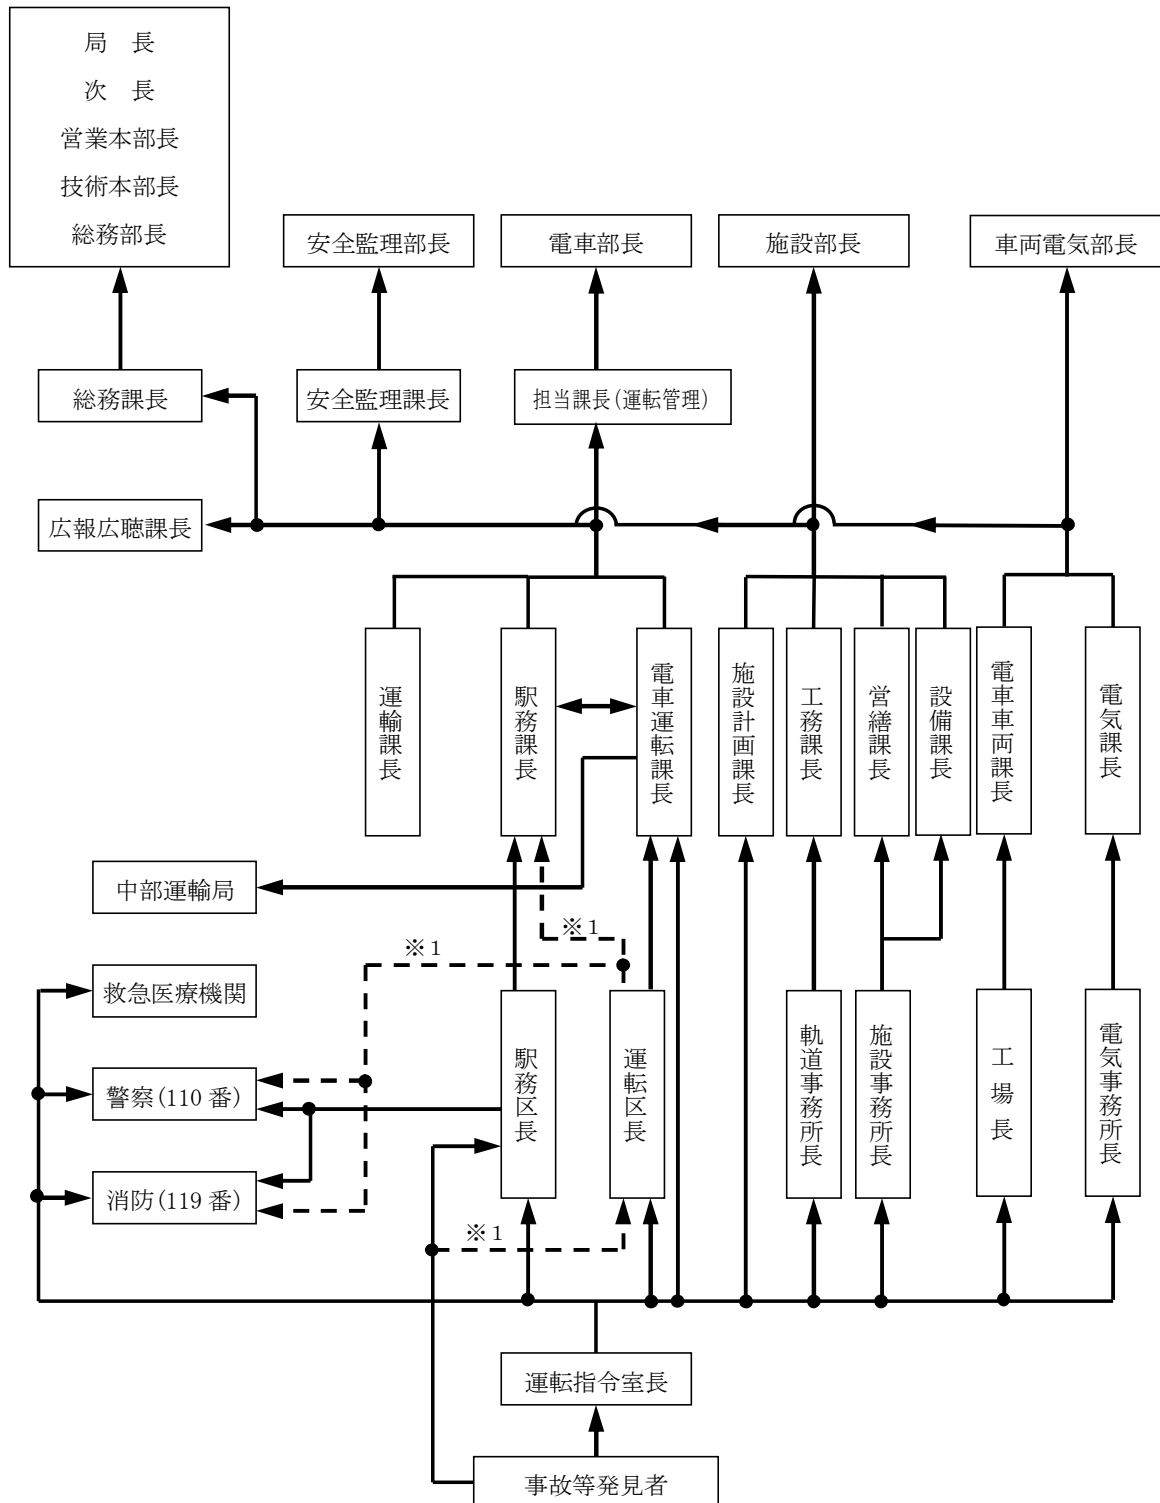 局　長
次　長
営業本部長
技術本部長
総務部長
安全監理部長
電車部長
施設部長
車両電気部長
総務課長
安全監理課長
担当課長(運転管理)
広報広聴課長
運輸課長
駅務課長
電車運転課長
施設計画課長
工務課長
営繕課長
設備課長
電車車両課長
電気課長
中部運輸局
※1
※1
救急医療機関
警察(110 番)
消防(119 番)
駅務区長
運転区長
軌道事務所長
施設事務所長
工場長
電気事務所長
※1
運転指令室長
事故等発見者